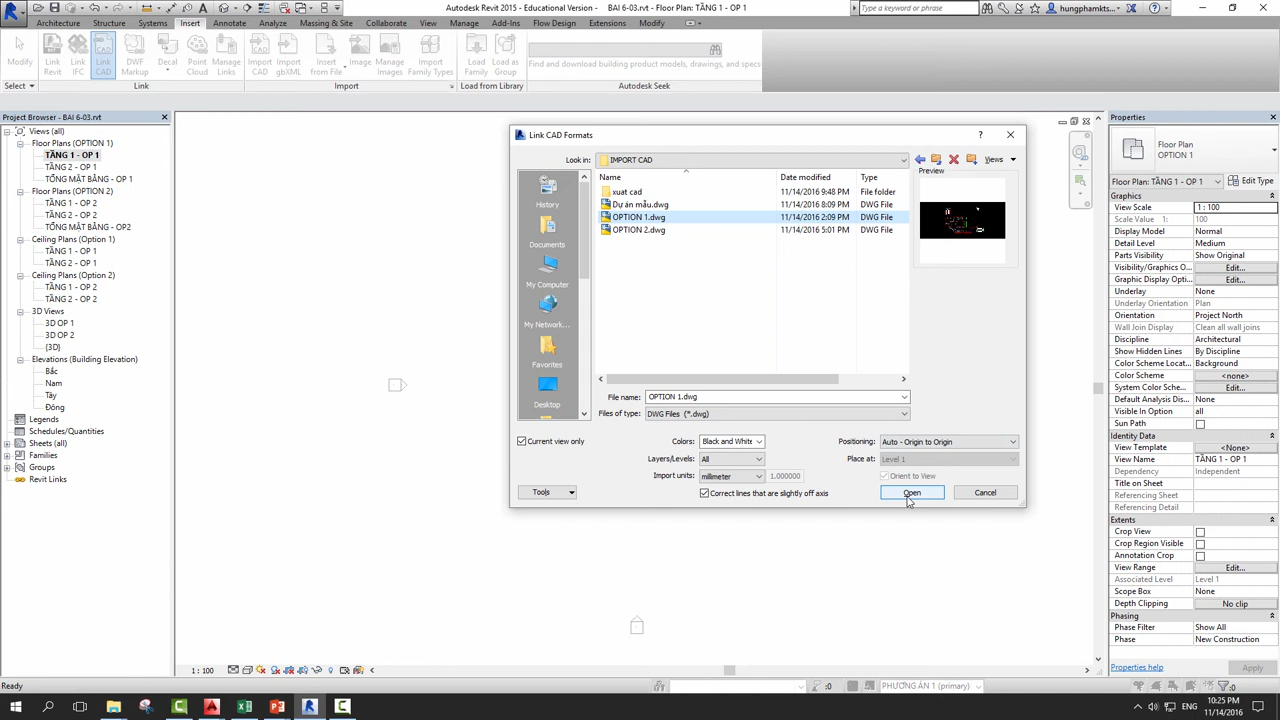 Autodesk Revit 2015 - Educational Version - BAI 6-03.rvt - Floor Plan: TẦNG 1 - OP 1
Type a keyword or phrase
hungphamkts...
Architecture Structure Systems Insert Annotate Analyze Massing & Site Collaborate View Manage Add-Ins Flow Design Extensions Modify
Modify
Link Revit
Link IFC
Link CAD
DWF Markup
Decal
Point Cloud
Manage Links
Import CAD
Import gbXML
Insert from File
Image
Manage Images
Import Family Types
Load Family
Load as Group
Find and download building product models, drawings, and specs
Select
Link
Import
Load from Library
Autodesk Seek
Project Browser - BAI 6-03.rvt
Views (all)
Floor Plans (OPTION 1)
TẦNG 1 - OP 1
TẦNG 2 - OP 1
TỔNG MẶT BẰNG - OP 1
Floor Plans (OPTION 2)
TẦNG 1 - OP 2
TẦNG 2 - OP 2
TỔNG MẶT BẰNG - OP2
Ceiling Plans (Option 1)
TẦNG 1 - OP 1
TẦNG 2 - OP 1
Ceiling Plans (Option 2)
TẦNG 1 - OP 2
TẦNG 2 - OP 2
3D Views
3D OP 1
3D OP 2
{3D}
Elevations (Building Elevation)
Bắc
Nam
Tây
Đông
Legends
Schedules/Quantities
Sheets (all)
Families
Groups
Revit Links
Link CAD Formats
Look in: IMPORT CAD
Views
Name Date modified Type
xuat cad 11/14/2016 9:48 PM File folder
Dự án mẫu.dwg 11/14/2016 8:09 PM DWG File
OPTION 1.dwg 11/14/2016 2:09 PM DWG File
OPTION 2.dwg 11/14/2016 5:01 PM DWG File
Preview
History
Documents
My Computer
My Network...
Favorites
Desktop
File name: OPTION 1.dwg
Files of type: DWG Files (*.dwg)
Current view only
Colors: Black and White
Positioning: Auto - Origin to Origin
Layers/Levels: All
Place at: Level 1
Import units: millimeter 1.000000
Orient to View
Tools
Correct lines that are slightly off axis
Open
Cancel
Properties
Floor Plan
OPTION 1
Floor Plan: TẦNG 1 - OP 1 Edit Type
Graphics
View Scale 1 : 100
Scale Value 1: 100
Display Model Normal
Detail Level Medium
Parts Visibility Show Original
Visibility/Graphics O... Edit...
Graphic Display Opti... Edit...
Underlay None
Underlay Orientation Plan
Orientation Project North
Wall Join Display Clean all wall joins
Discipline Architectural
Show Hidden Lines By Discipline
Color Scheme Locat... Background
Color Scheme <none>
System Color Sche... Edit...
Default Analysis Dis... None
Visible In Option all
Sun Path
Identity Data
View Template <None>
View Name TẦNG 1 - OP 1
Dependency Independent
Title on Sheet
Referencing Sheet
Referencing Detail
Extents
Crop View
Crop Region Visible
Annotation Crop
View Range Edit...
Associated Level Level 1
Scope Box None
Depth Clipping No clip
Phasing
Phase Filter Show All
Phase New Construction
Properties help
Apply
1 : 100
Ready
:0
PHƯƠNG ÁN 1 (primary)
:0
ENG
10:25 PM
11/14/2016